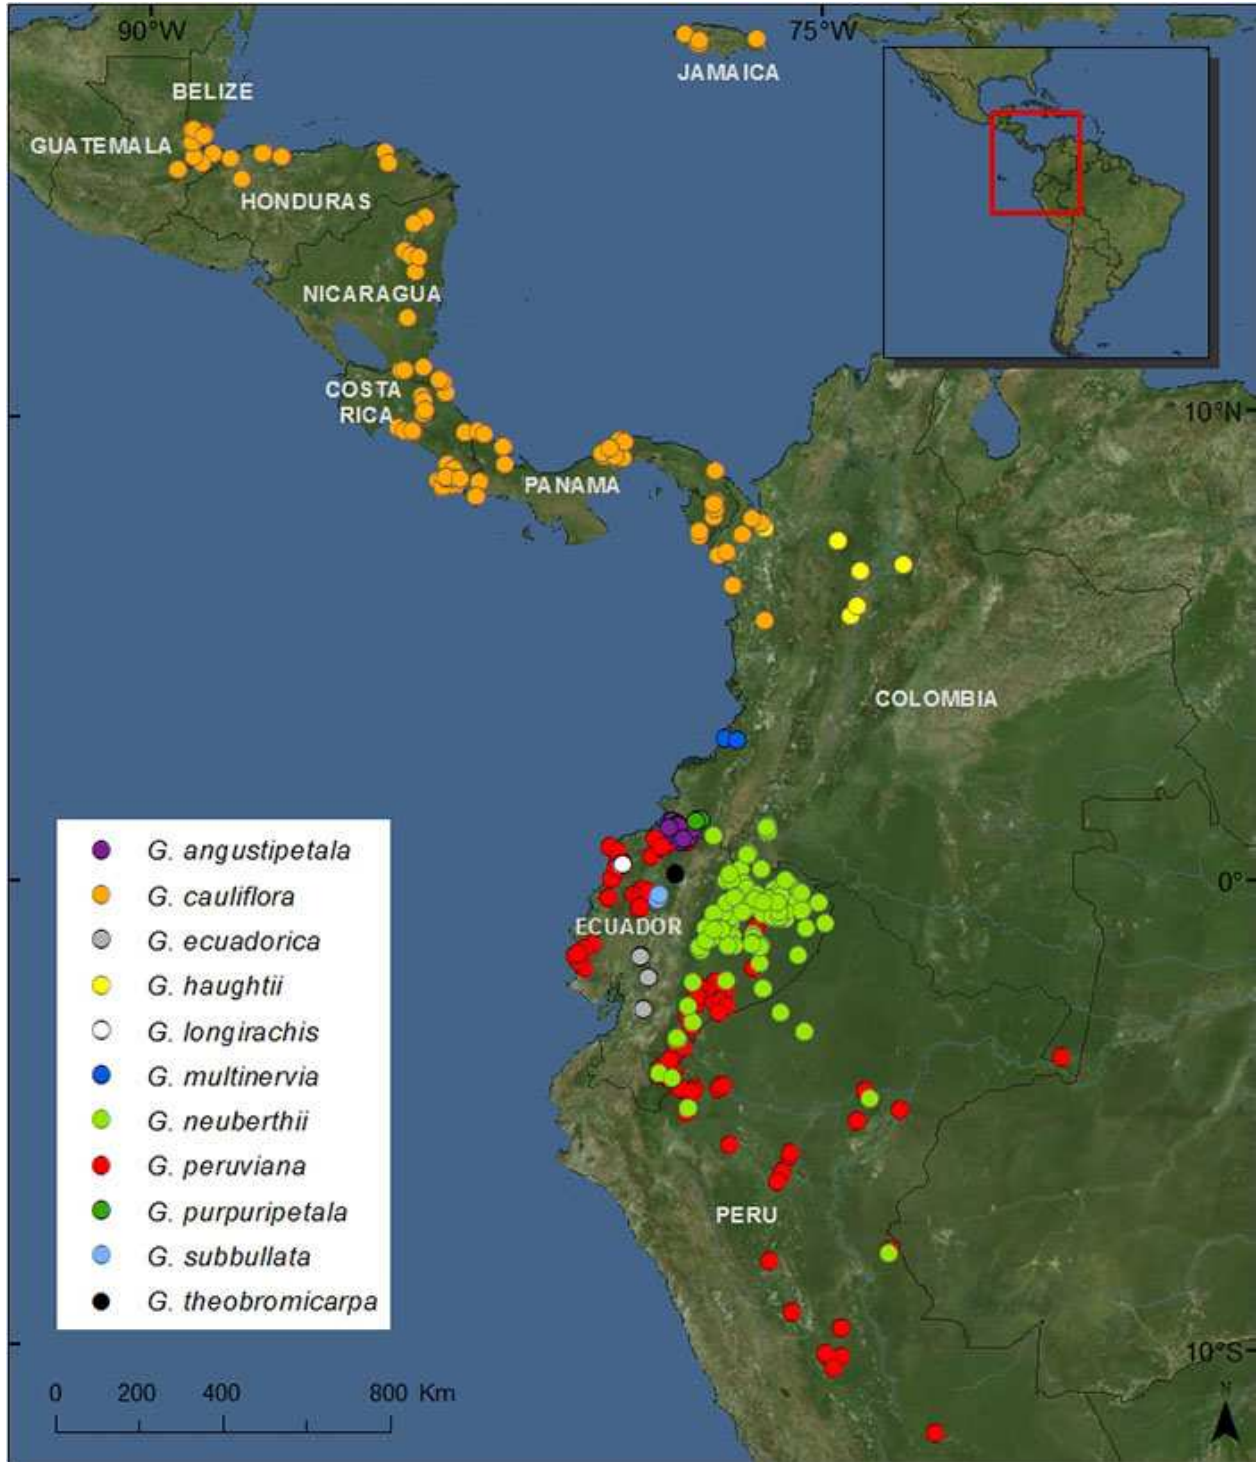 90°W
75°W
JAMAICA
BELIZE
GUATEMALA
HONDURAS
NICARAGUA
COSTA
RICA
10°N
PANAMA
COLOMBIA
G. angustipetala
G. cauliflora
G. ecuadorica
G. haughtii
G. longirachis
G. multinervia
G. neuberthii
G. peruviana
G. purpuripetala
G. subbullata
G. theobromicarpa
0°
ECUADOR
PERU
10°S
0 200 400 800 Km
N